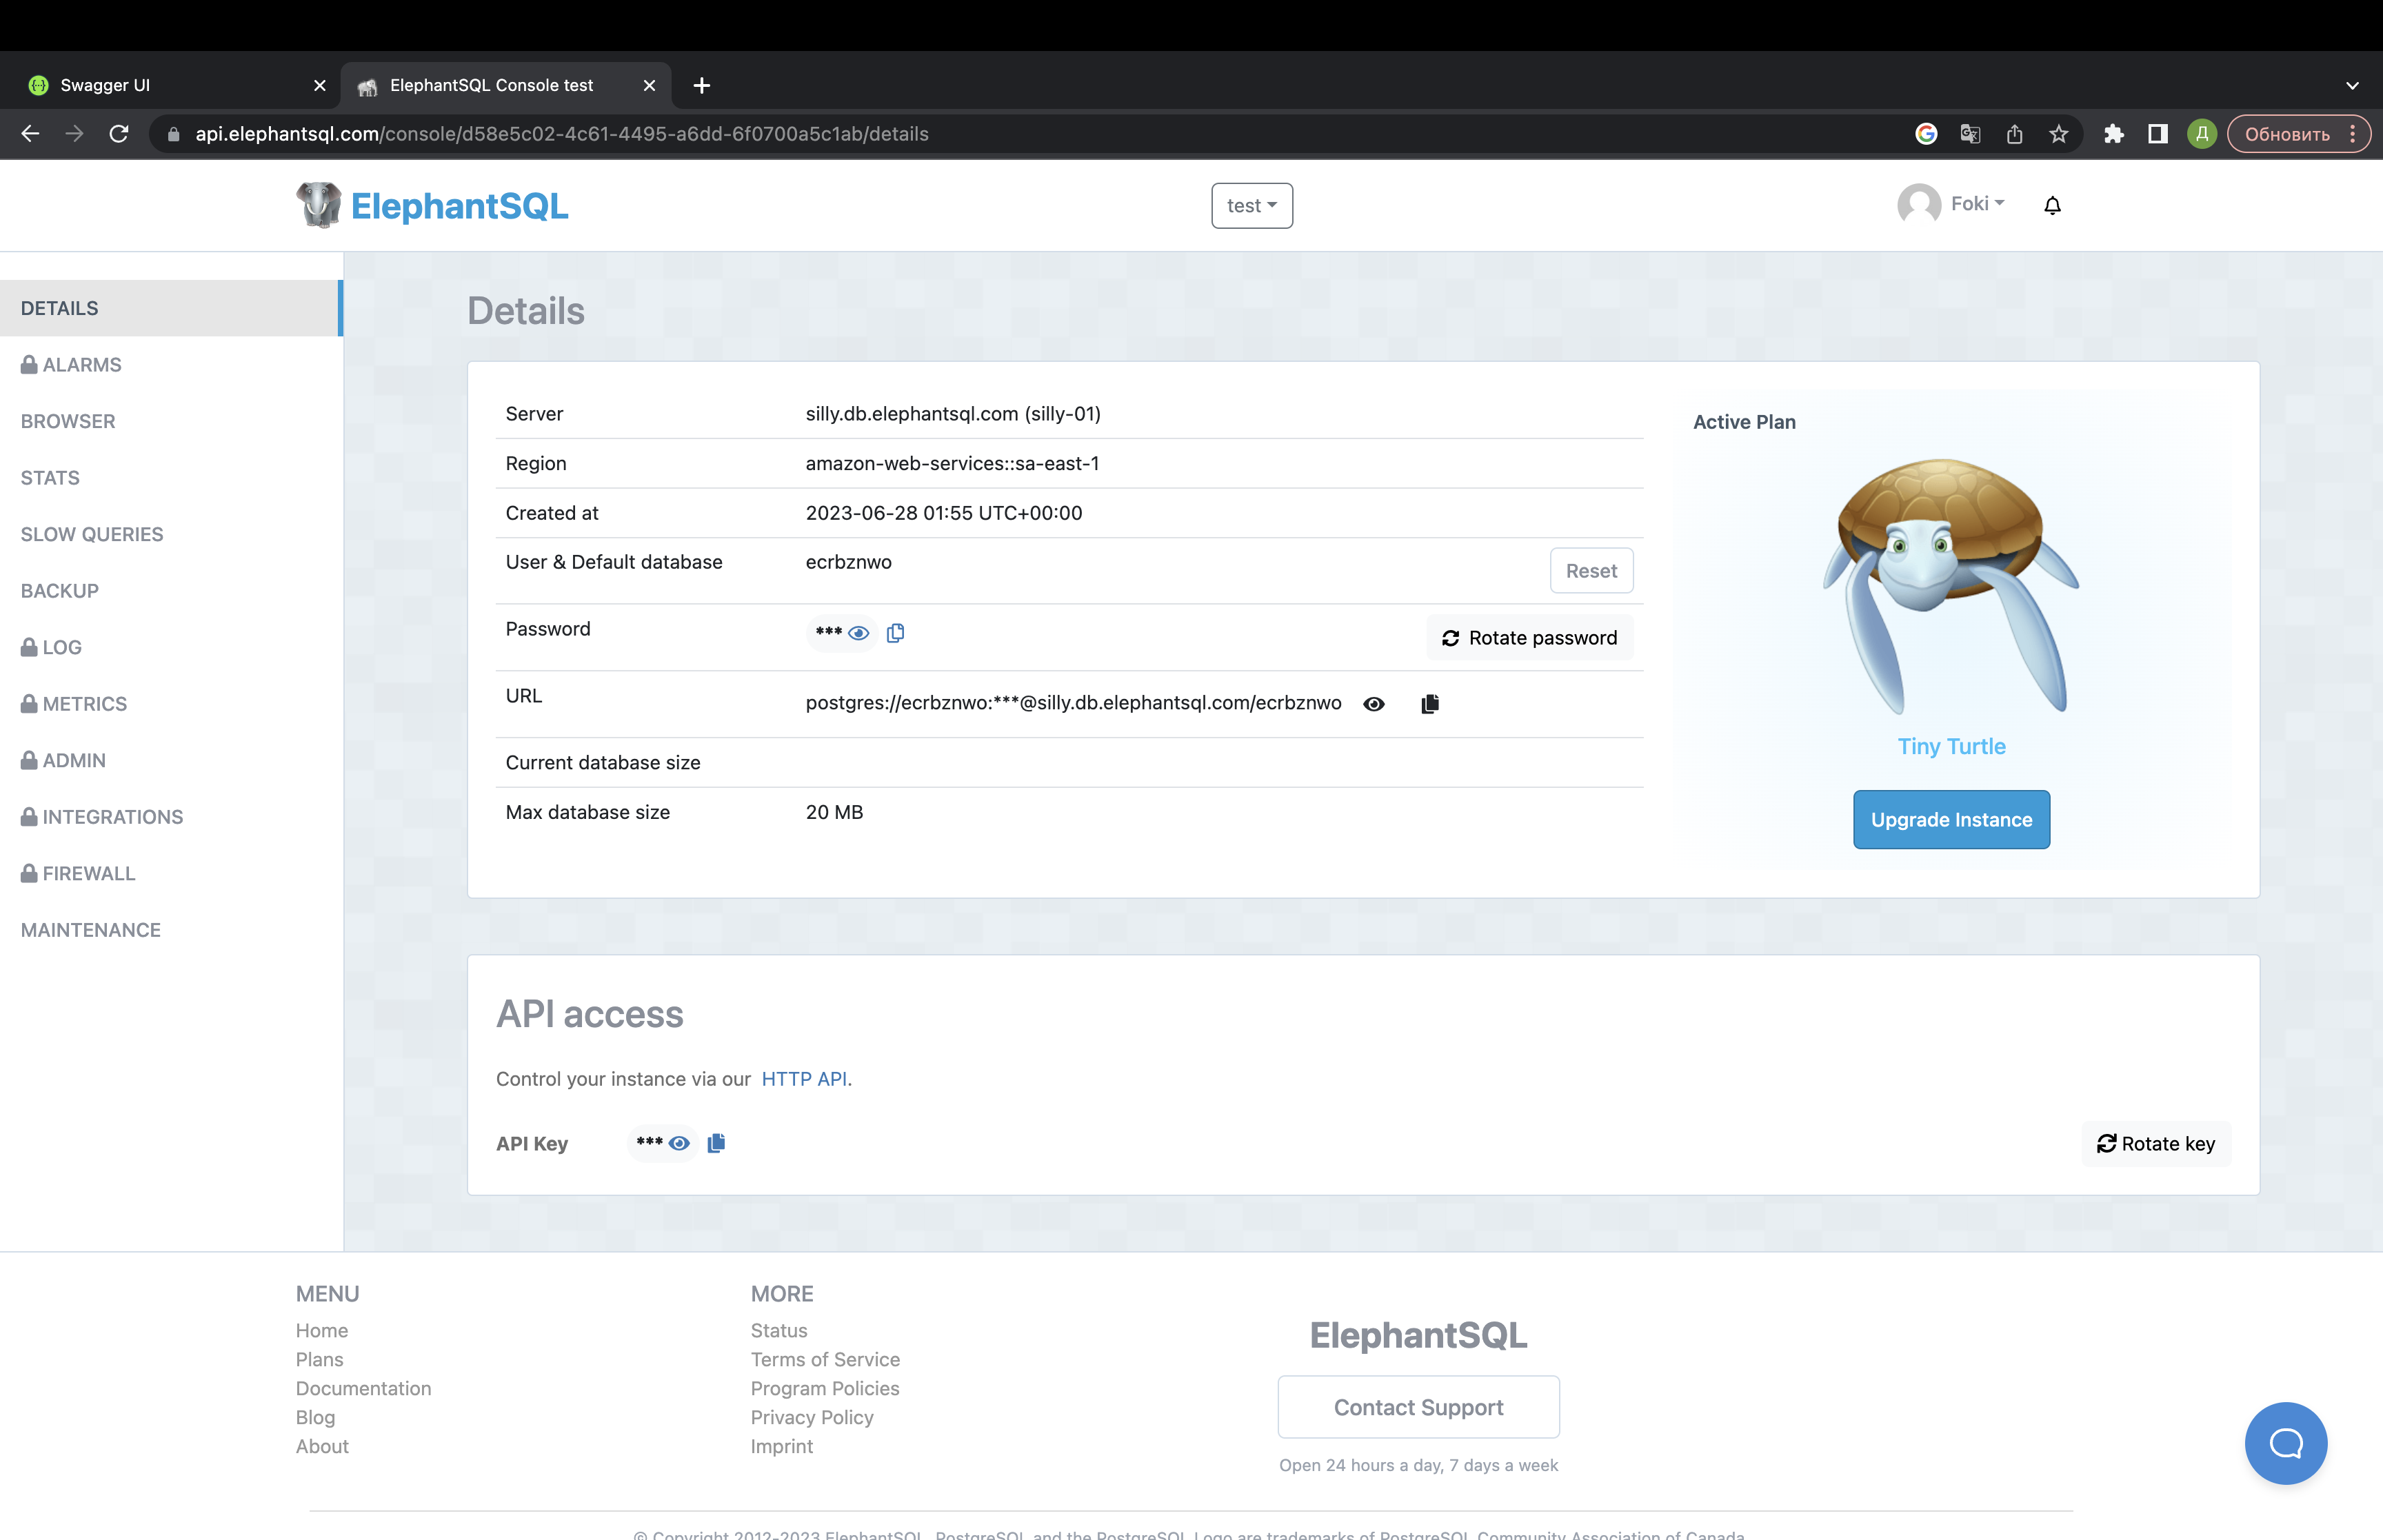 Swagger UI
ElephantSQL Console test
api.elephantsql.com/console/d58e5c02-4c61-4495-a6dd-6f0700a5c1ab/details
Д
Обновить
ElephantSQL
test
Foki
DETAILS
ALARMS
BROWSER
STATS
SLOW QUERIES
BACKUP
LOG
METRICS
ADMIN
INTEGRATIONS
FIREWALL
MAINTENANCE
Details
Server silly.db.elephantsql.com (silly-01)
Region amazon-web-services::sa-east-1
Created at 2023-06-28 01:55 UTC+00:00
User & Default database ecrbznwo Reset
Password *** Rotate password
URL postgres://ecrbznwo:***@silly.db.elephantsql.com/ecrbznwo
Current database size
Max database size 20 MB
Active Plan
Tiny Turtle
Upgrade Instance
API access
Control your instance via our HTTP API.
API Key *** Rotate key
MENU
Home
Plans
Documentation
Blog
About
MORE
Status
Terms of Service
Program Policies
Privacy Policy
Imprint
ElephantSQL
Contact Support
Open 24 hours a day, 7 days a week
© Copyright 2012-2023 ElephantSQL. PostgreSQL and the PostgreSQL Logo are trademarks of PostgreSQL Community Association of Canada